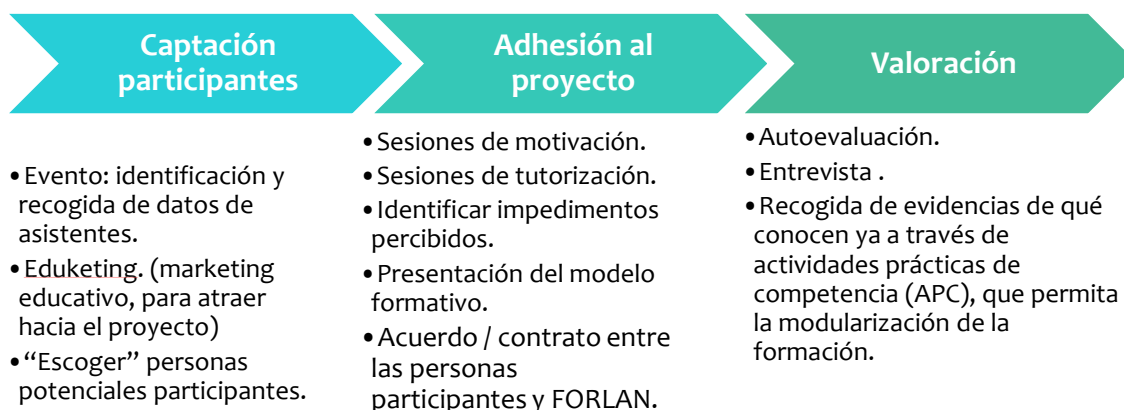 Captación
participantes
• Evento: identificación y
recogida de datos de
asistentes.
• Eduketing. (marketing
educativo, para atraer
hacia el proyecto)
• “Escoger” personas
potenciales participantes.
Adhesión al
proyecto
• Sesiones de motivación.
• Sesiones de tutorización.
• Identificar impedimentos
percibidos.
• Presentación del modelo
formativo.
• Acuerdo / contrato entre
las personas
participantes y FORLAN.
Valoración
• Autoevaluación.
• Entrevista .
• Recogida de evidencias de qué
conocen ya a través de
actividades prácticas de
competencia (APC), que permita
la modularización de la
formación.